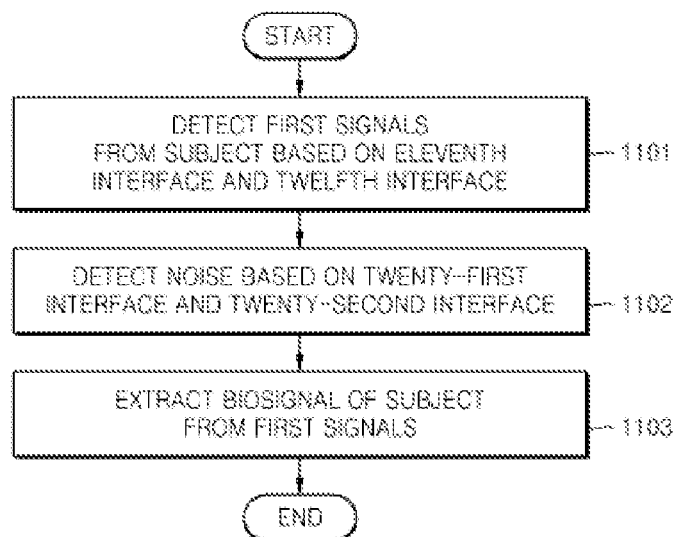 START
DETECT FIRST SIGNALS
FROM SUBJECT BASED ON ELEVENTH
INTERFACE AND TWELFTH INTERFACE
1101
DETECT NOISE BASED ON TWENTY-FIRST
INTERFACE AND TWENTY-SECOND INTERFACE
1102
EXTRACT BIOSIGNAL OF SUBJECT
FROM FIRST SIGNALS
1103
END